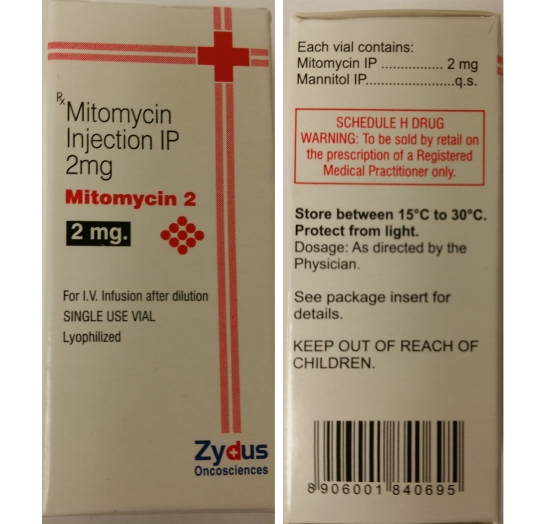 Rx Mitomycin
Injection IP
2mg
Mitomycin 2
2 mg.
For I.V. Infusion after dilution
SINGLE USE VIAL
Lyophilized
Zydus
Oncosciences
Each vial contains:
Mitomycin IP ................ 2 mg
Mannitol IP.......................q.s.
SCHEDULE H DRUG
WARNING: To be sold by retail on
the prescription of a Registered
Medical Practitioner only.
Store between 15°C to 30°C.
Protect from light.
Dosage: As directed by the
Physician.
See package insert for
details.
KEEP OUT OF REACH OF
CHILDREN.
8 906001 840695